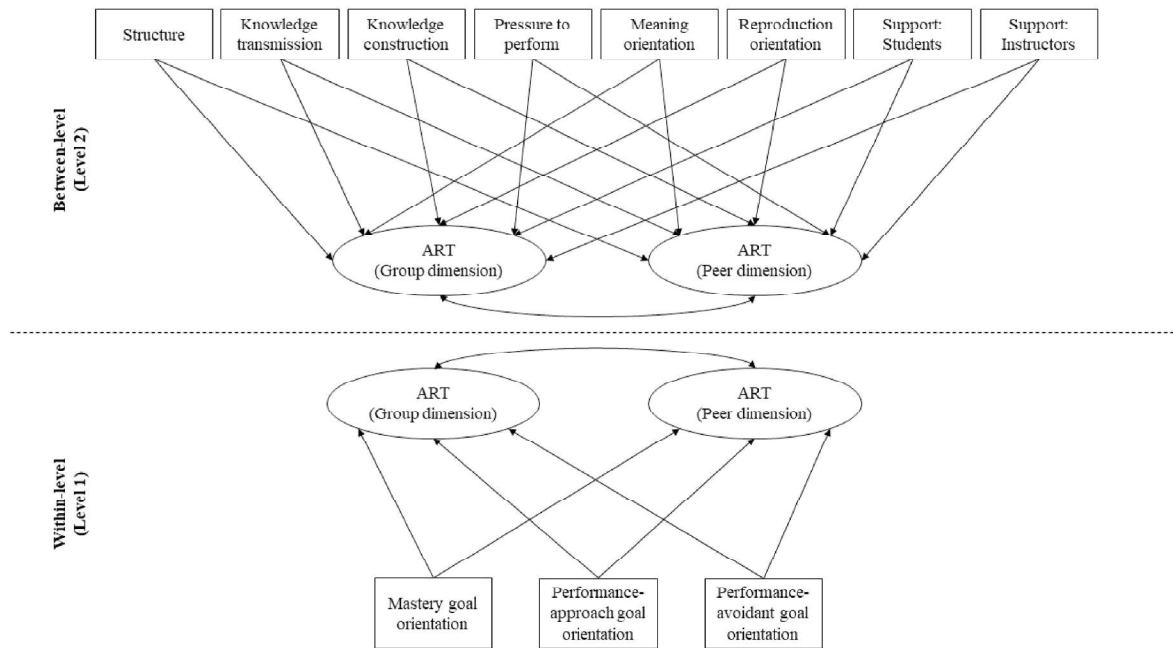 Structure
Knowledge
transmission
Knowledge
construction
Pressure to
perform
Meaning
orientation
Reproduction
orientation
Support:
Students
Support:
Instructors
Between-level
(Level 2)
ART
(Group dimension)
ART
(Peer dimension)
Within-level
(Level 1)
ART
(Group dimension)
ART
(Peer dimension)
Mastery goal
orientation
Performance-
approach goal
orientation
Performance-
avoidant goal
orientation